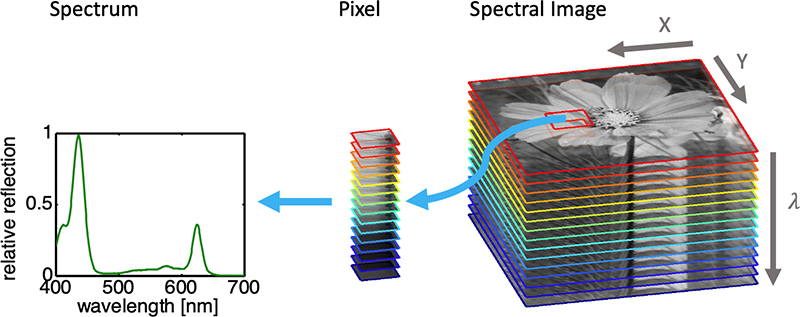 Spectrum
Pixel
Spectral Image
X
Y
λ
1
0.5
0
relative reflection
400
500
600
700
wavelength [nm]